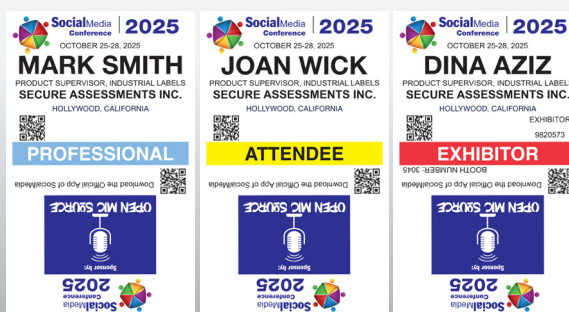 SocialMedia Conference 2025
OCTOBER 25-28, 2025
MARK SMITH
PRODUCT SUPERVISOR, INDUSTRIAL LABELS
SECURE ASSESSMENTS INC.
HOLLYWOOD, CALIFORNIA
PROFESSIONAL
Download the Official App of SocialMedia
OPEN MIC SOURCE
Sponsor by:
2025
SocialMedia Conference
SocialMedia Conference 2025
OCTOBER 25-28, 2025
JOAN WICK
PRODUCT SUPERVISOR, INDUSTRIAL LABELS
SECURE ASSESSMENTS INC.
HOLLYWOOD, CALIFORNIA
ATTENDEE
Download the Official App of SocialMedia
OPEN MIC SOURCE
Sponsor by:
2025
SocialMedia Conference
SocialMedia Conference 2025
OCTOBER 25-28, 2025
DINA AZIZ
PRODUCT SUPERVISOR, INDUSTRIAL LABELS
SECURE ASSESSMENTS INC.
HOLLYWOOD, CALIFORNIA
EXHIBITOR
9820573
EXHIBITOR
BOOTH NUMBER: 3045
Download the Official App of SocialMedia
OPEN MIC SOURCE
Sponsor by:
2025
SocialMedia Conference